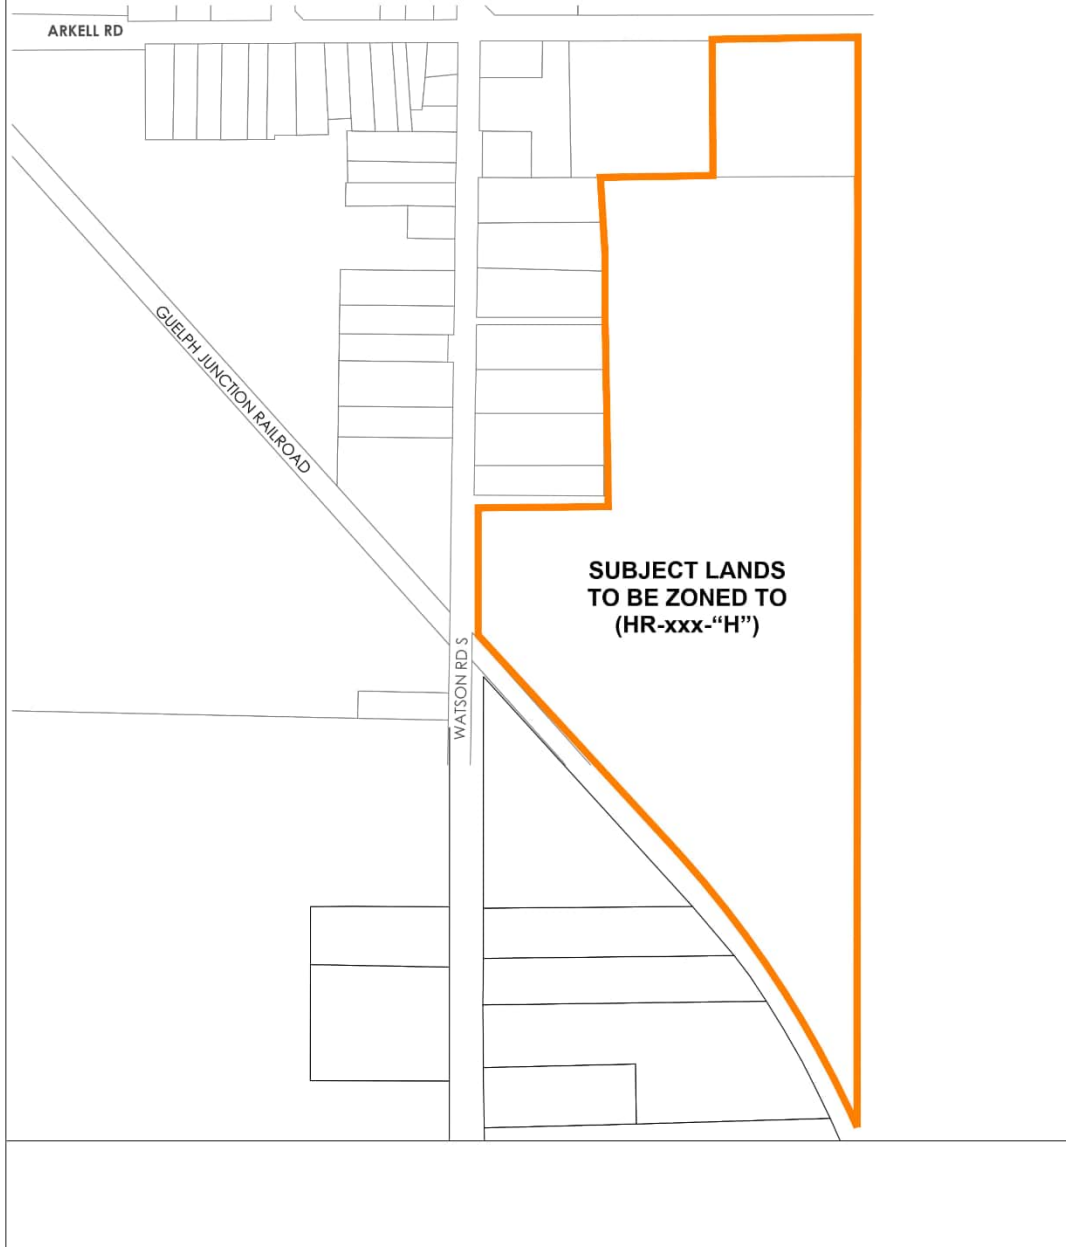 ARKELL RD
GUELPH JUNCTION RAILROAD
SUBJECT LANDS
TO BE ZONED TO
(HR-xxx-“H”)
WATSON RD S